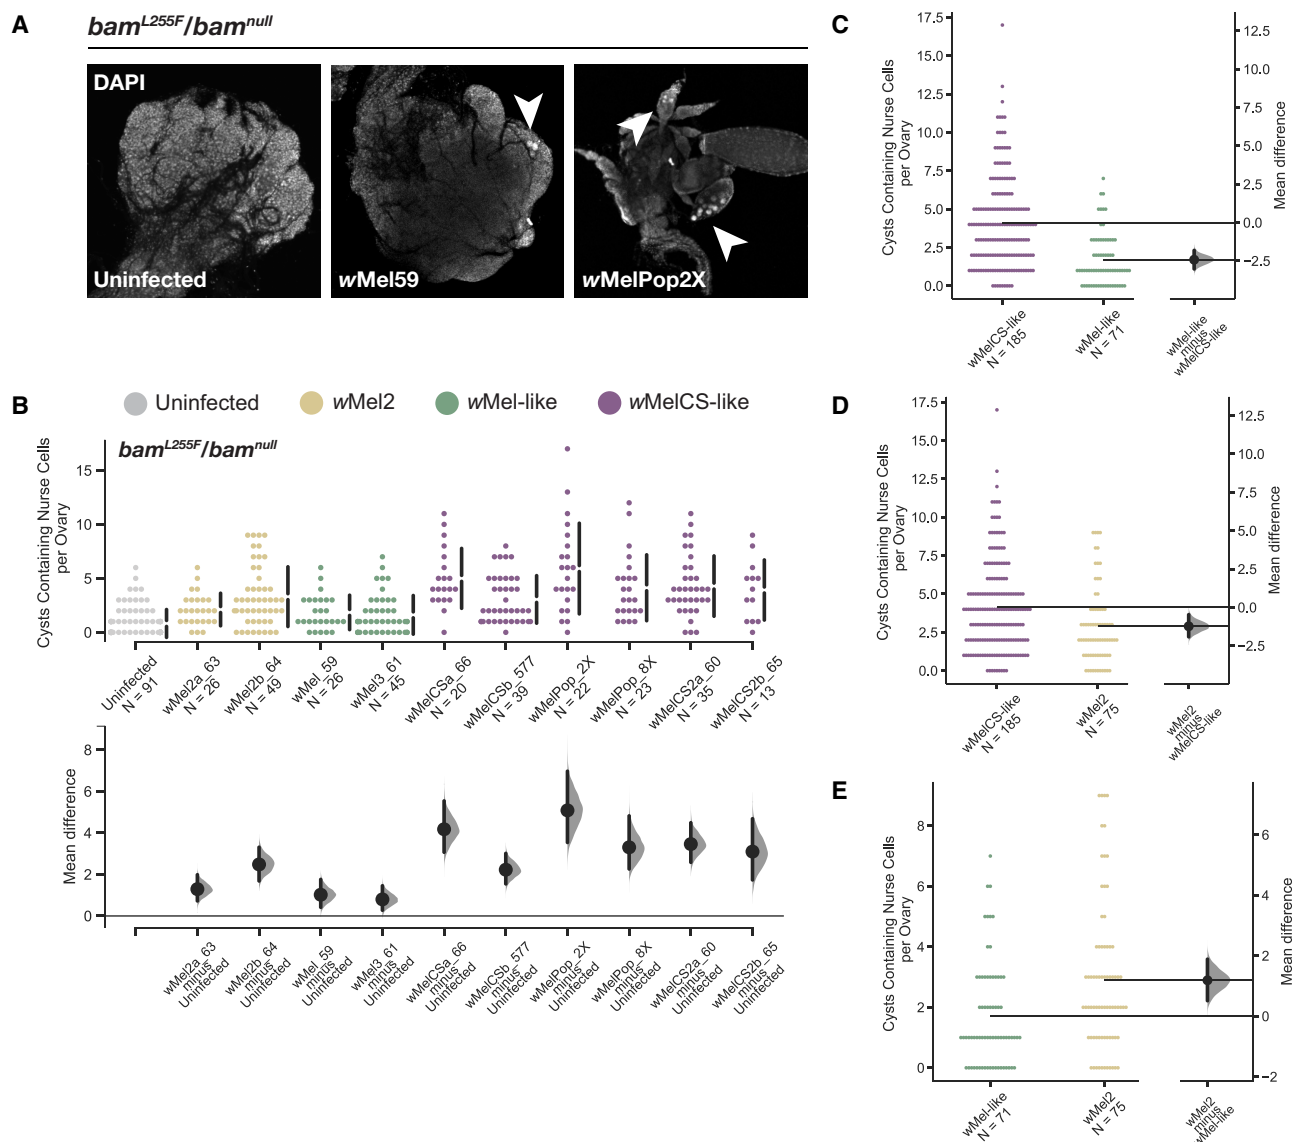 A
bam^L255F/bam^null
DAPI
Uninfected
wMel59
wMelPop2X
B
Uninfected
wMel2
wMel-like
wMelCS-like
bam^L255F/bam^null
Cysts Containing Nurse Cells
per Ovary
15
10
5
0
Uninfected
N = 91
wMel2a_63
N = 26
wMel2b_64
N = 49
wMel_59
N = 26
wMel3_61
N = 45
wMelCSa_66
N = 20
wMelCSb_577
N = 39
wMelPop_2X
N = 22
wMelPop_8X
N = 23
wMelCS2a_60
N = 35
wMelCS2b_65
N = 13
Mean difference
8
6
4
2
0
wMel2a_63
minus
Uninfected
wMel2b_64
minus
Uninfected
wMel_59
minus
Uninfected
wMel3_61
minus
Uninfected
wMelCSa_66
minus
Uninfected
wMelCSb_577
minus
Uninfected
wMelPop_2X
minus
Uninfected
wMelPop_8X
minus
Uninfected
wMelCS2a_60
minus
Uninfected
wMelCS2b_65
minus
Uninfected
C
Cysts Containing Nurse Cells
per Ovary
17.5
15.0
12.5
10.0
7.5
5.0
2.5
0.0
12.5
10.0
7.5
5.0
2.5
0.0
−2.5
Mean difference
wMelCS-like
N = 185
wMel-like
N = 71
wMel-like
minus
wMelCS-like
D
Cysts Containing Nurse Cells
per Ovary
17.5
15.0
12.5
10.0
7.5
5.0
2.5
0.0
12.5
10.0
7.5
5.0
2.5
0.0
−2.5
Mean difference
wMelCS-like
N = 185
wMel2
N = 75
wMel2
minus
wMelCS-like
E
Cysts Containing Nurse Cells
per Ovary
8
6
4
2
0
6
4
2
0
−2
Mean difference
wMel-like
N = 71
wMel2
N = 75
wMel2
minus
wMel-like